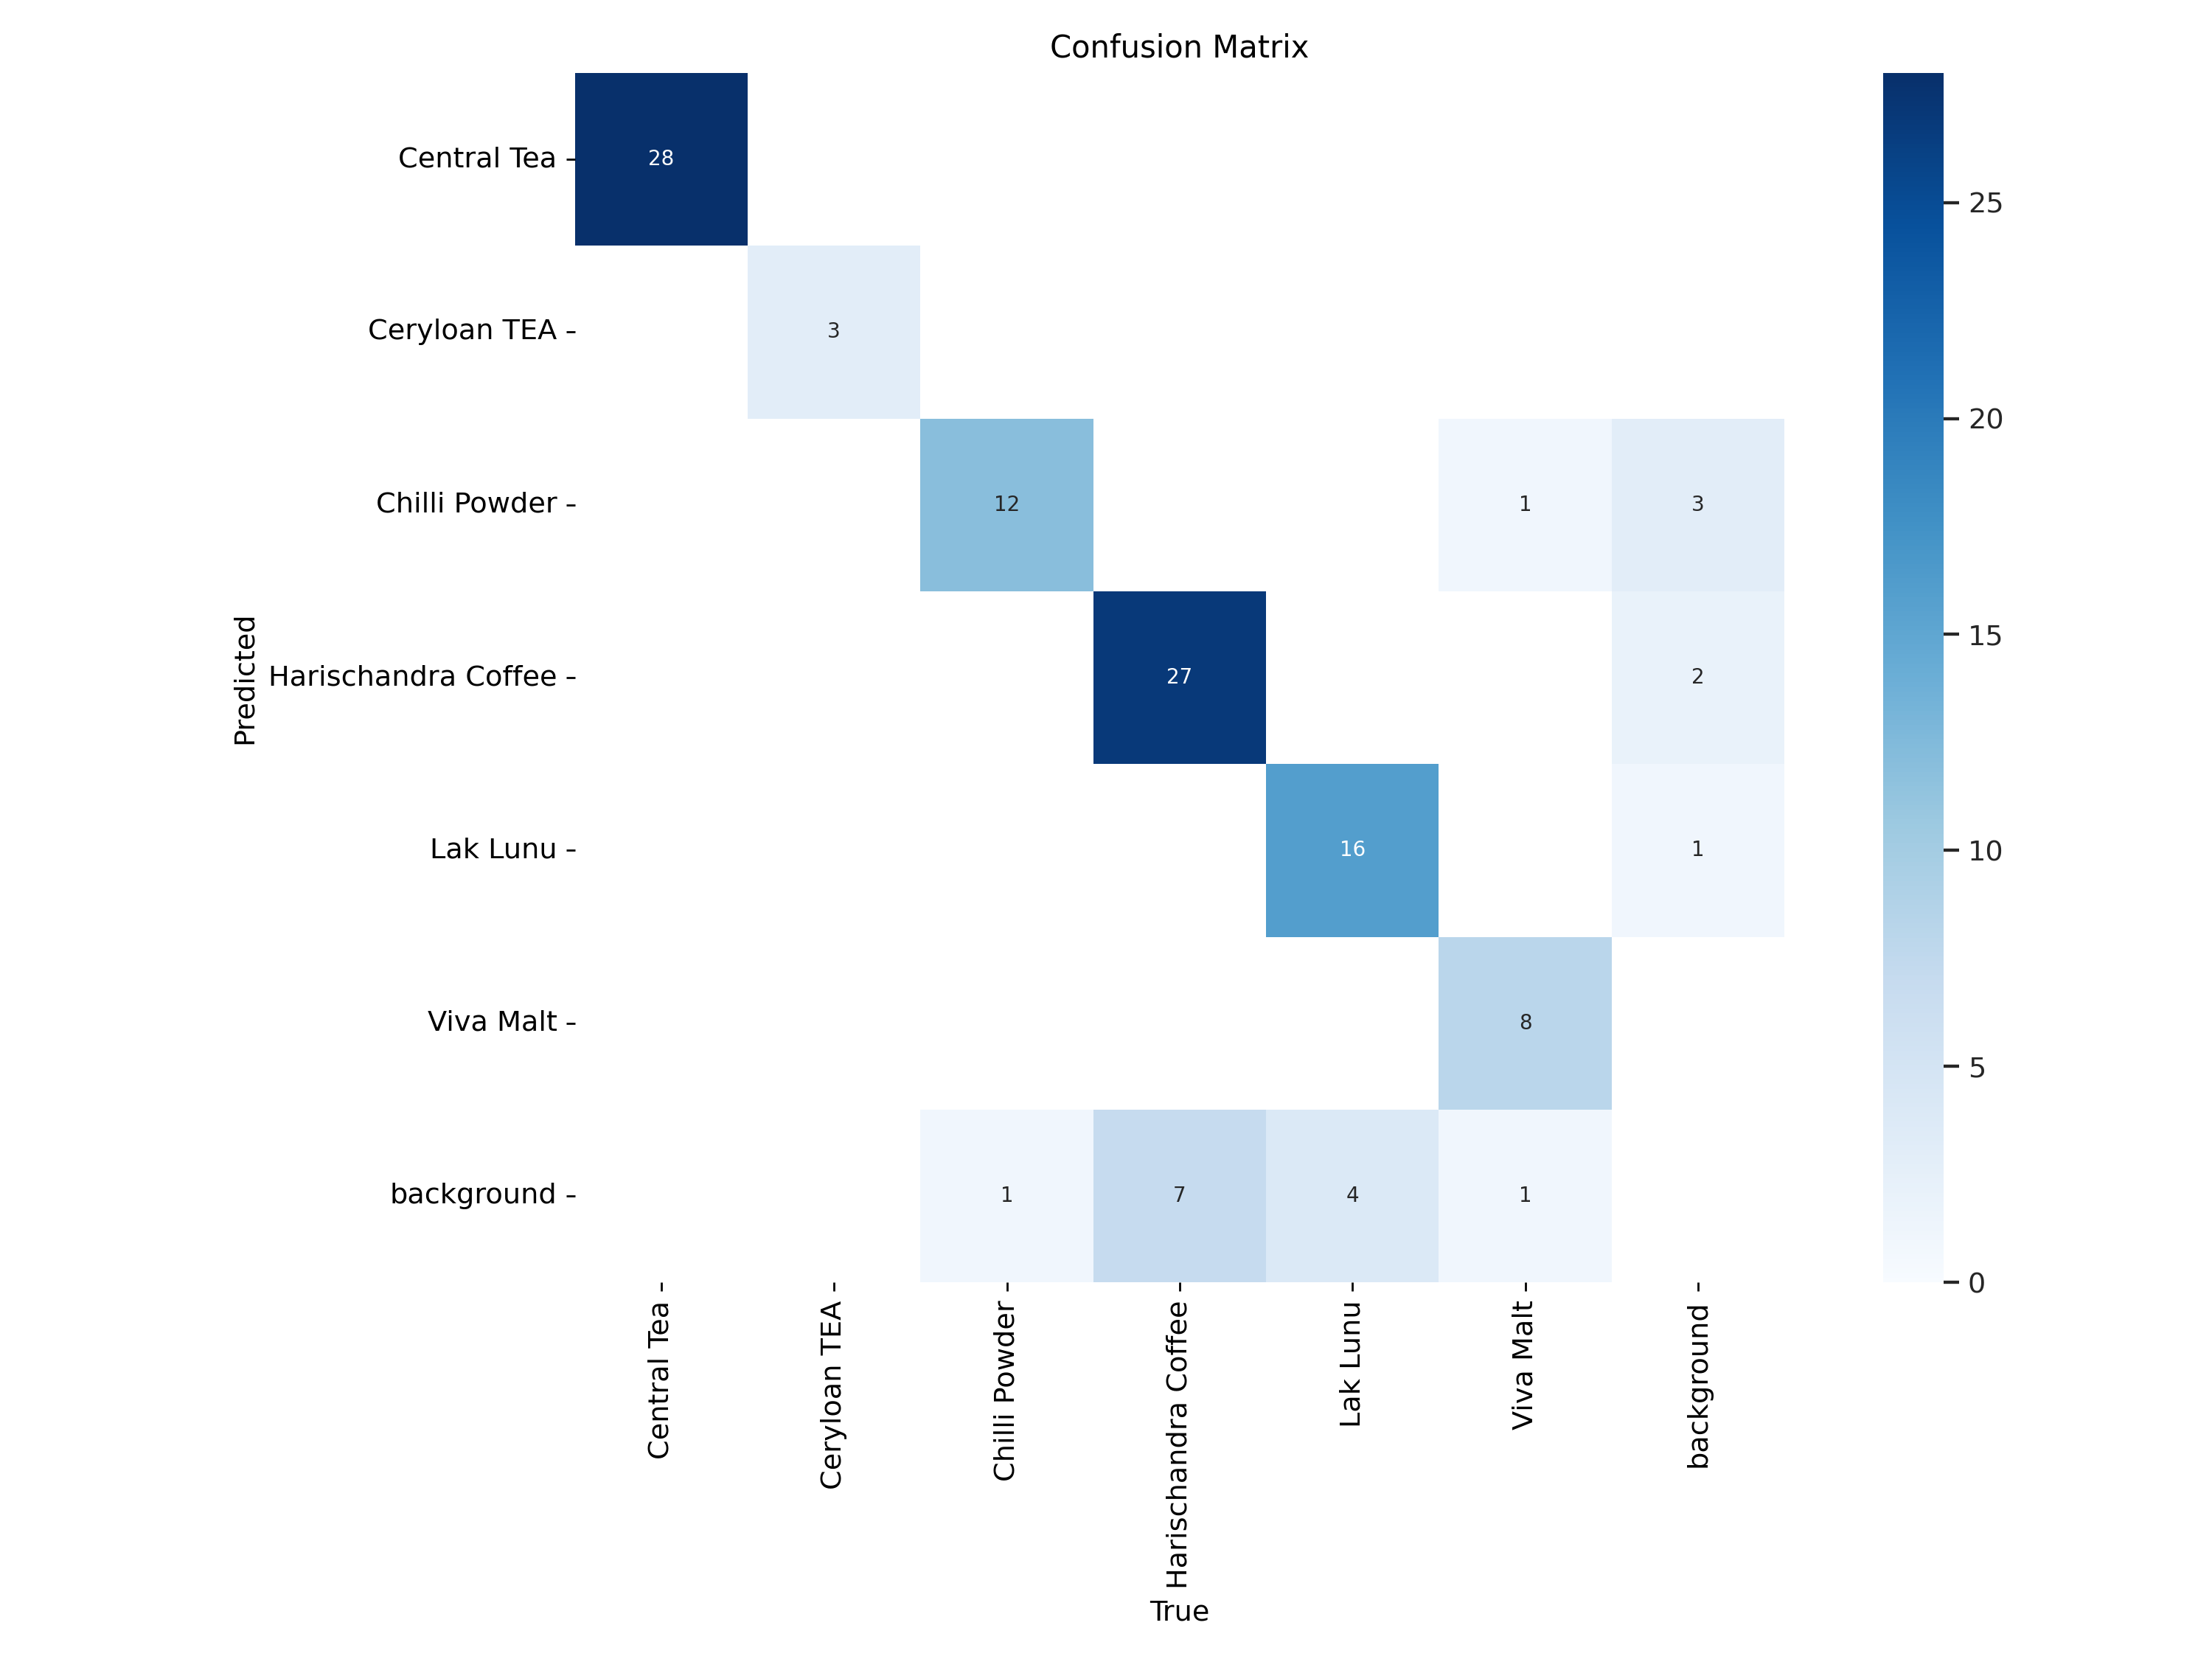 Confusion Matrix
Central Tea
28
25
Ceryloan TEA
3
20
Chilli Powder
12
1
3
15
Predicted
Harischandra Coffee
27
2
Lak Lunu
16
1
10
Viva Malt
8
5
background
1
7
4
1
0
Central Tea
Ceryloan TEA
Chilli Powder
Harischandra Coffee
Lak Lunu
Viva Malt
background
True